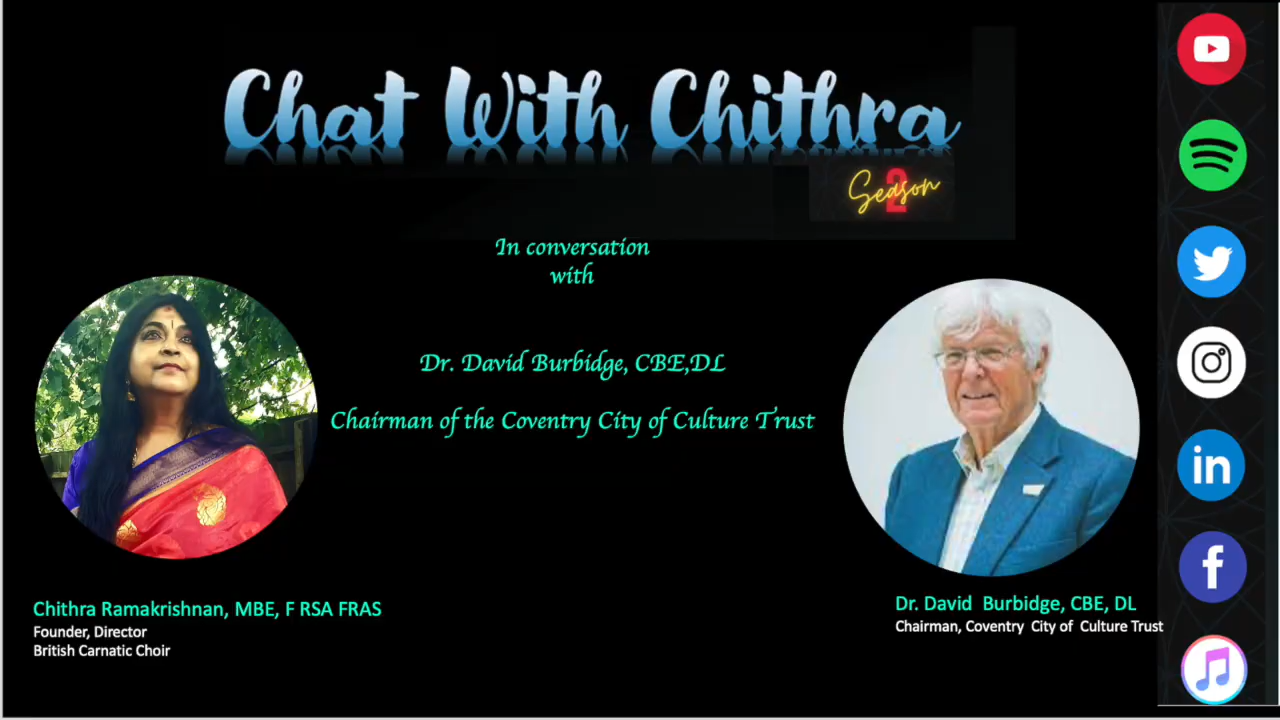 Chat With Chithra
Season 2
In conversation
with
Dr. David Burbidge, CBE,DL
Chairman of the Coventry City of Culture Trust
Chithra Ramakrishnan, MBE, F RSA FRAS
Founder, Director
British Carnatic Choir
Dr. David Burbidge, CBE, DL
Chairman, Coventry City of Culture Trust
in
f